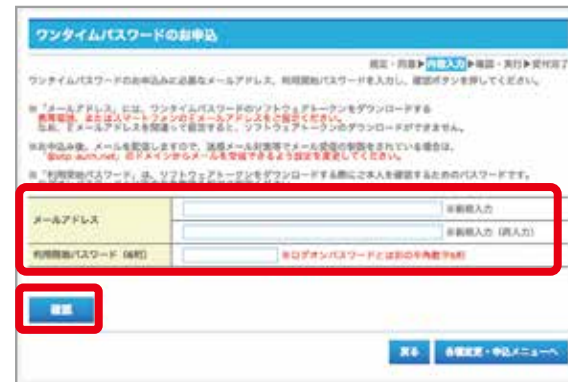 ワンタイムパスワードのお申込
規定・同意▶内容入力▶確認・実行▶受付完了
ワンタイムパスワードのお申込みに必要なメールアドレス、利用開始パスワードを入力し、確認ボタンを押してください。
※「メールアドレス」には、ワンタイムパスワードのソフトウェアトークンをダウンロードする
携帯電話、またはスマートフォンのEメールアドレスをご指定ください。
なお、Eメールアドレスを間違って設定すると、ソフトウェアトークンのダウンロードができません。
※お申込み後、メールを配信しますので、迷惑メール対策等でメール受信の制限をされている場合は、
「@otp-auth.net」のドメインからメールを受信できるよう設定を変更してください。
※「利用開始パスワード」は、ソフトウェアトークンをダウンロードする際にご本人を確認するためのパスワードです。
メールアドレス
※新規入力
※新規入力（再入力）
利用開始パスワード（6桁）
※ログオンパスワードとは別の半角数字6桁
確認
戻る
各種変更・申込メニューへ